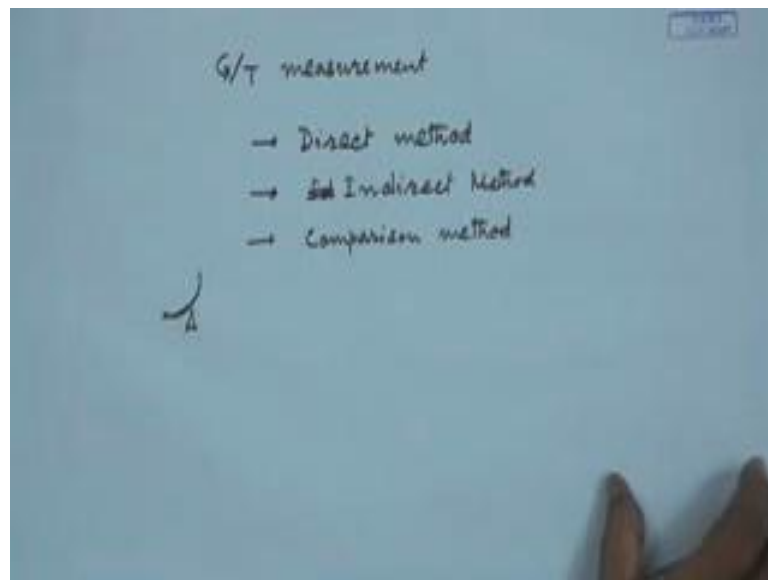 G/T measurement
→ Direct method
→ Indirect Method
→ Comparison method